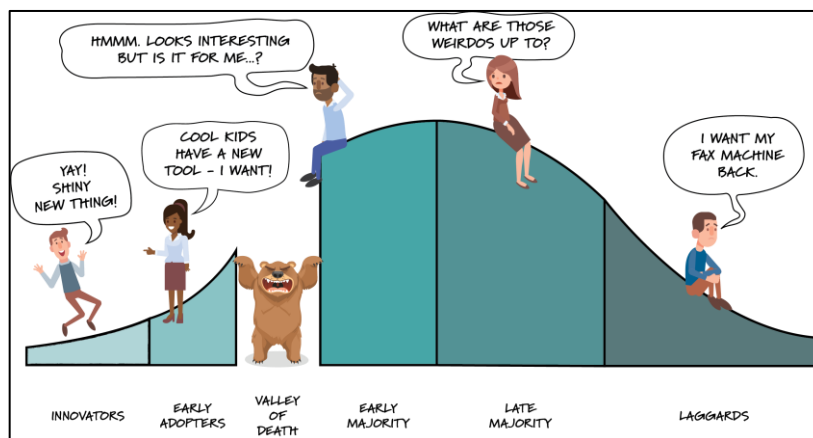 HMMM. LOOKS INTERESTING
BUT IS IT FOR ME...?
WHAT ARE THOSE
WEIRDOS UP TO?
COOL KIDS
HAVE A NEW
TOOL - I WANT!
YAY!
SHINY
NEW THING!
I WANT MY
FAX MACHINE
BACK.
INNOVATORS
EARLY
ADOPTERS
VALLEY
OF
DEATH
EARLY
MAJORITY
LATE
MAJORITY
LAGGARDS